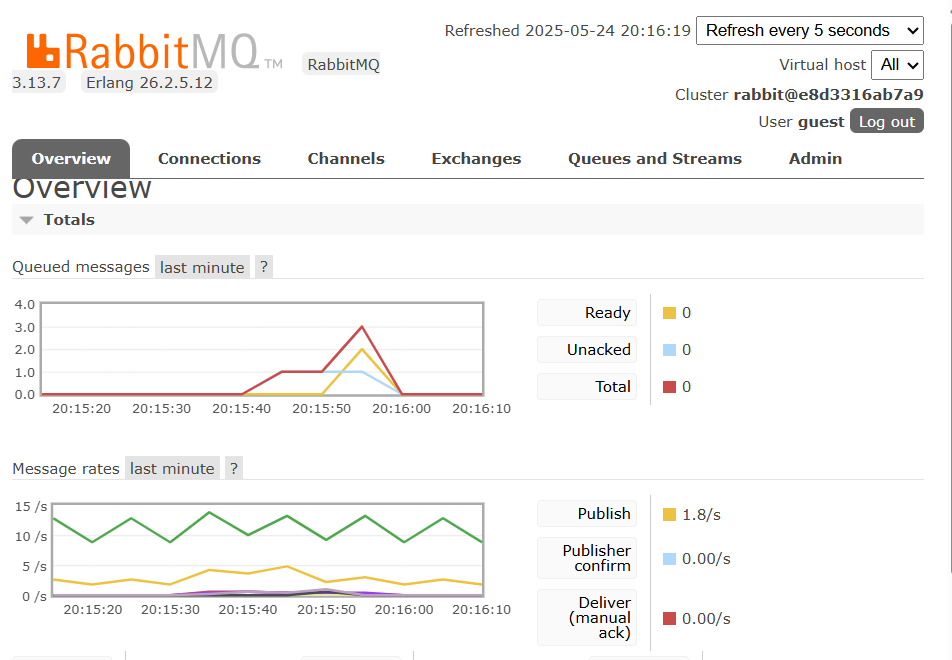 Refreshed 2025-05-24 20:16:19 Refresh every 5 seconds
RabbitMQ TM RabbitMQ
Virtual host All
3.13.7 Erlang 26.2.5.12
Cluster rabbit@e8d3316ab7a9
User guest Log out
Overview Connections Channels Exchanges Queues and Streams Admin
Overview
Totals
Queued messages last minute ?
4.0
3.0
2.0
1.0
0.0
20:15:20 20:15:30 20:15:40 20:15:50 20:16:00 20:16:10
Ready 0
Unacked 0
Total 0
Message rates last minute ?
15 /s
10 /s
5 /s
0 /s
20:15:20 20:15:30 20:15:40 20:15:50 20:16:00 20:16:10
Publish 1.8/s
Publisher
confirm 0.00/s
Deliver
(manual
ack) 0.00/s